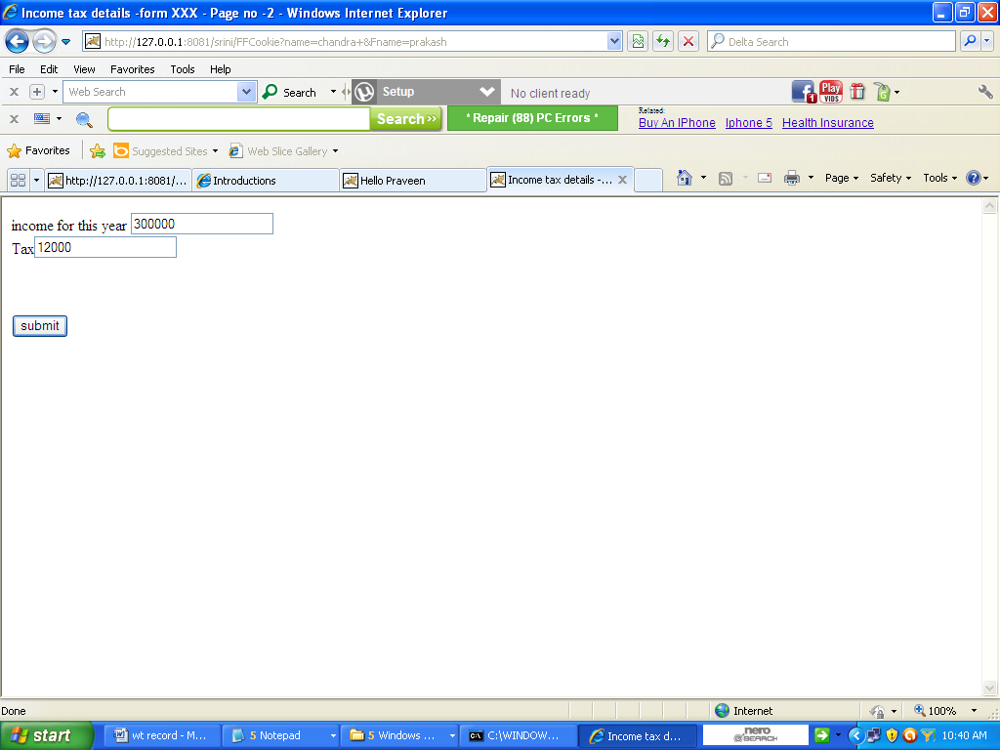 Income tax details -form XXX - Page no -2 - Windows Internet Explorer
http://127.0.0.1:8081/srini/FFCookie?name=chandra+&Fname=prakash
Delta Search
File Edit View Favorites Tools Help
Web Search Search Setup No client ready 1 Play VIDS
Search >> * Repair (88) PC Errors * Related:
Buy An IPhone Iphone 5 Health Insurance
Favorites Suggested Sites Web Slice Gallery
http://127.0.0.1:8081/... Introductions Hello Praveen Income tax details -... Page Safety Tools
income for this year 300000
Tax 12000
submit
Done Internet 100%
start wt record - M... 5 Notepad 5 Windows ... C:\WINDOW... Income tax d... nero SEARCH 10:40 AM